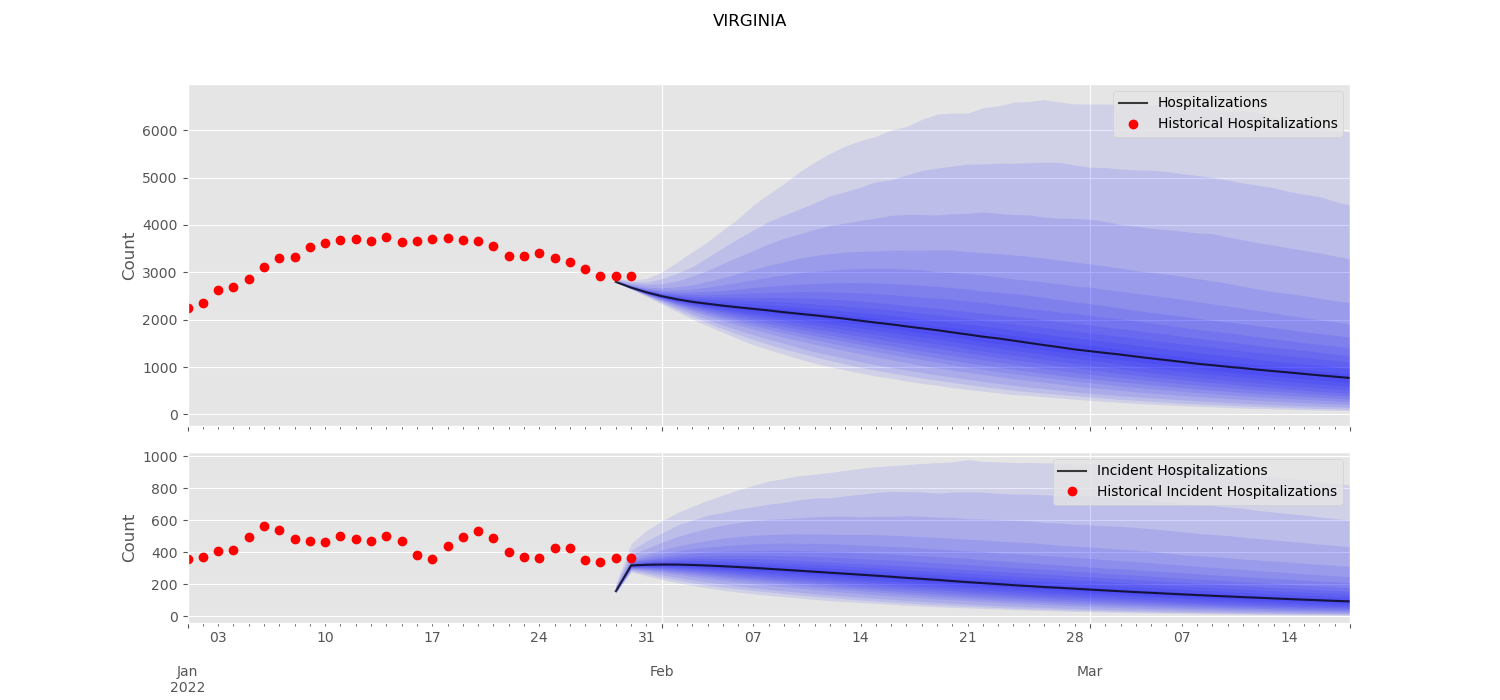 VIRGINIA
Hospitalizations
Historical Hospitalizations
6000
5000
4000
3000
2000
1000
0
Count
Incident Hospitalizations
Historical Incident Hospitalizations
1000
800
600
400
200
0
Count
03 10 17 24 31 07 14 21 28 07 14
Jan Feb Mar
2022